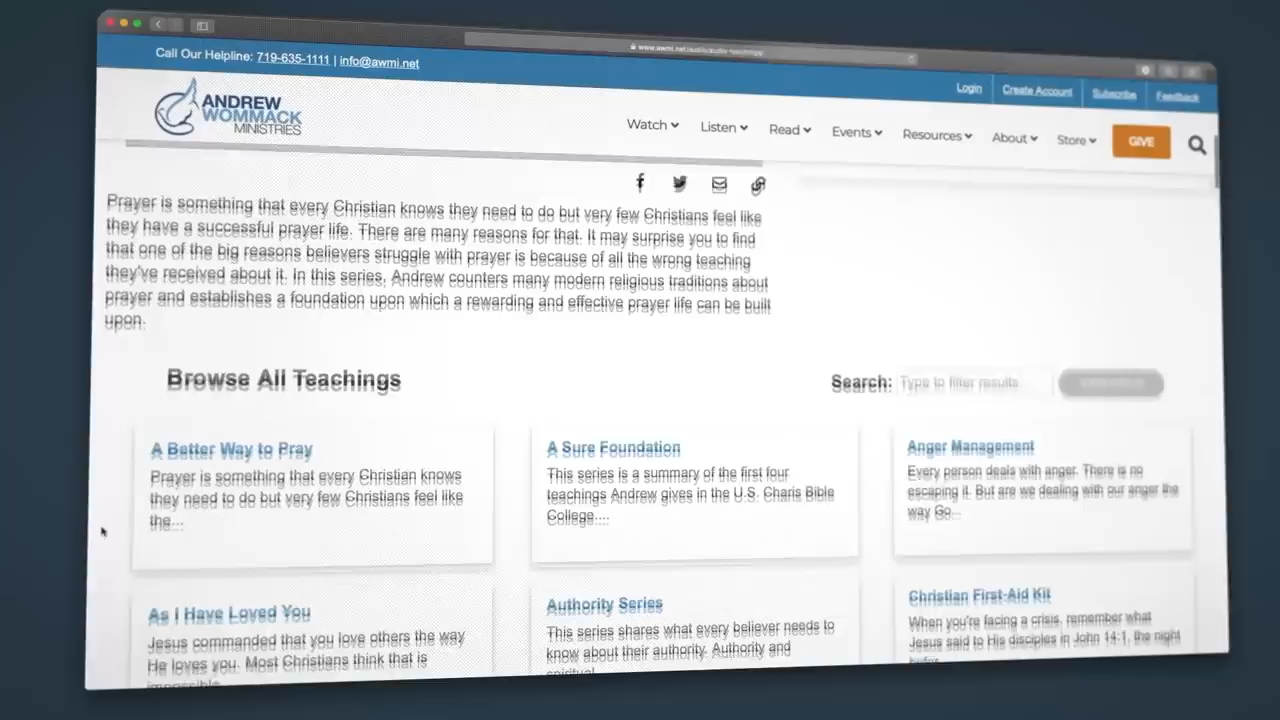 www.awmi.net/audio/audio-teachings
Call Our Helpline: 719-635-1111 | info@awmi.net
Login
Create Account
Subscribe
Feedback
ANDREW
WOMMACK
MINISTRIES
Watch
Listen
Read
Events
Resources
About
Store
GIVE
Prayer is something that every Christian knows they need to do but very few Christians feel like
they have a successful prayer life. There are many reasons for that. It may surprise you to find
that one of the big reasons believers struggle with prayer is because of all the wrong teaching
they've received about it. In this series, Andrew counters many modern religious traditions about
prayer and establishes a foundation upon which a rewarding and effective prayer life can be built
upon.
Browse All Teachings
Search: Type to filter results
A Better Way to Pray
Prayer is something that every Christian knows
they need to do but very few Christians feel like
the...
A Sure Foundation
This series is a summary of the first four
teachings Andrew gives in the U.S. Charis Bible
College....
Anger Management
Every person deals with anger. There is no
escaping it. But are we dealing with our anger the
way Go...
As I Have Loved You
Jesus commanded that you love others the way
He loves you. Most Christians think that is
impossible
Authority Series
This series shares what every believer needs to
know about their authority. Authority and
spiritual
Christian First-Aid Kit
When you're facing a crisis, remember what
Jesus said to His disciples in John 14:1, the night